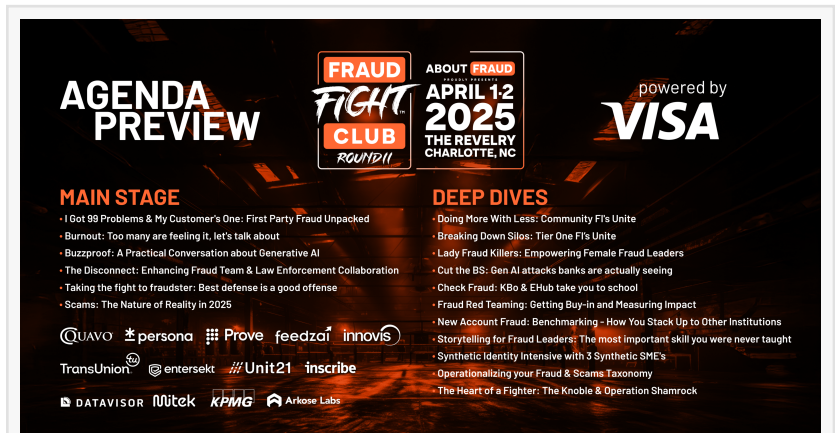 AGENDA
PREVIEW
FRAUD
FIGHT
CLUB
ROUND II
ABOUT FRAUD
PROUDLY PRESENTS
APRIL 1-2
2025
THE REVELRY
CHARLOTTE, NC
powered by
VISA
MAIN STAGE
• I Got 99 Problems & My Customer's One: First Party Fraud Unpacked
• Burnout: Too many are feeling it, let's talk about
• Buzzproof: A Practical Conversation about Generative AI
• The Disconnect: Enhancing Fraud Team & Law Enforcement Collaboration
• Taking the fight to fraudster: Best defense is a good offense
• Scams: The Nature of Reality in 2025
QUAVO persona Prove feedzai innovis
TransUnion tu entersekt Unit21 inscribe
DATAVISOR Mitek KPMG Arkose Labs
DEEP DIVES
• Doing More With Less: Community FI's Unite
• Breaking Down Silos: Tier One FI's Unite
• Lady Fraud Killers: Empowering Female Fraud Leaders
• Cut the BS: Gen AI attacks banks are actually seeing
• Check Fraud: KBo & EHub take you to school
• Fraud Red Teaming: Getting Buy-in and Measuring Impact
• New Account Fraud: Benchmarking - How You Stack Up to Other Institutions
• Storytelling for Fraud Leaders: The most important skill you were never taught
• Synthetic Identity Intensive with 3 Synthetic SME's
• Operationalizing your Fraud & Scams Taxonomy
• The Heart of a Fighter: The Knoble & Operation Shamrock